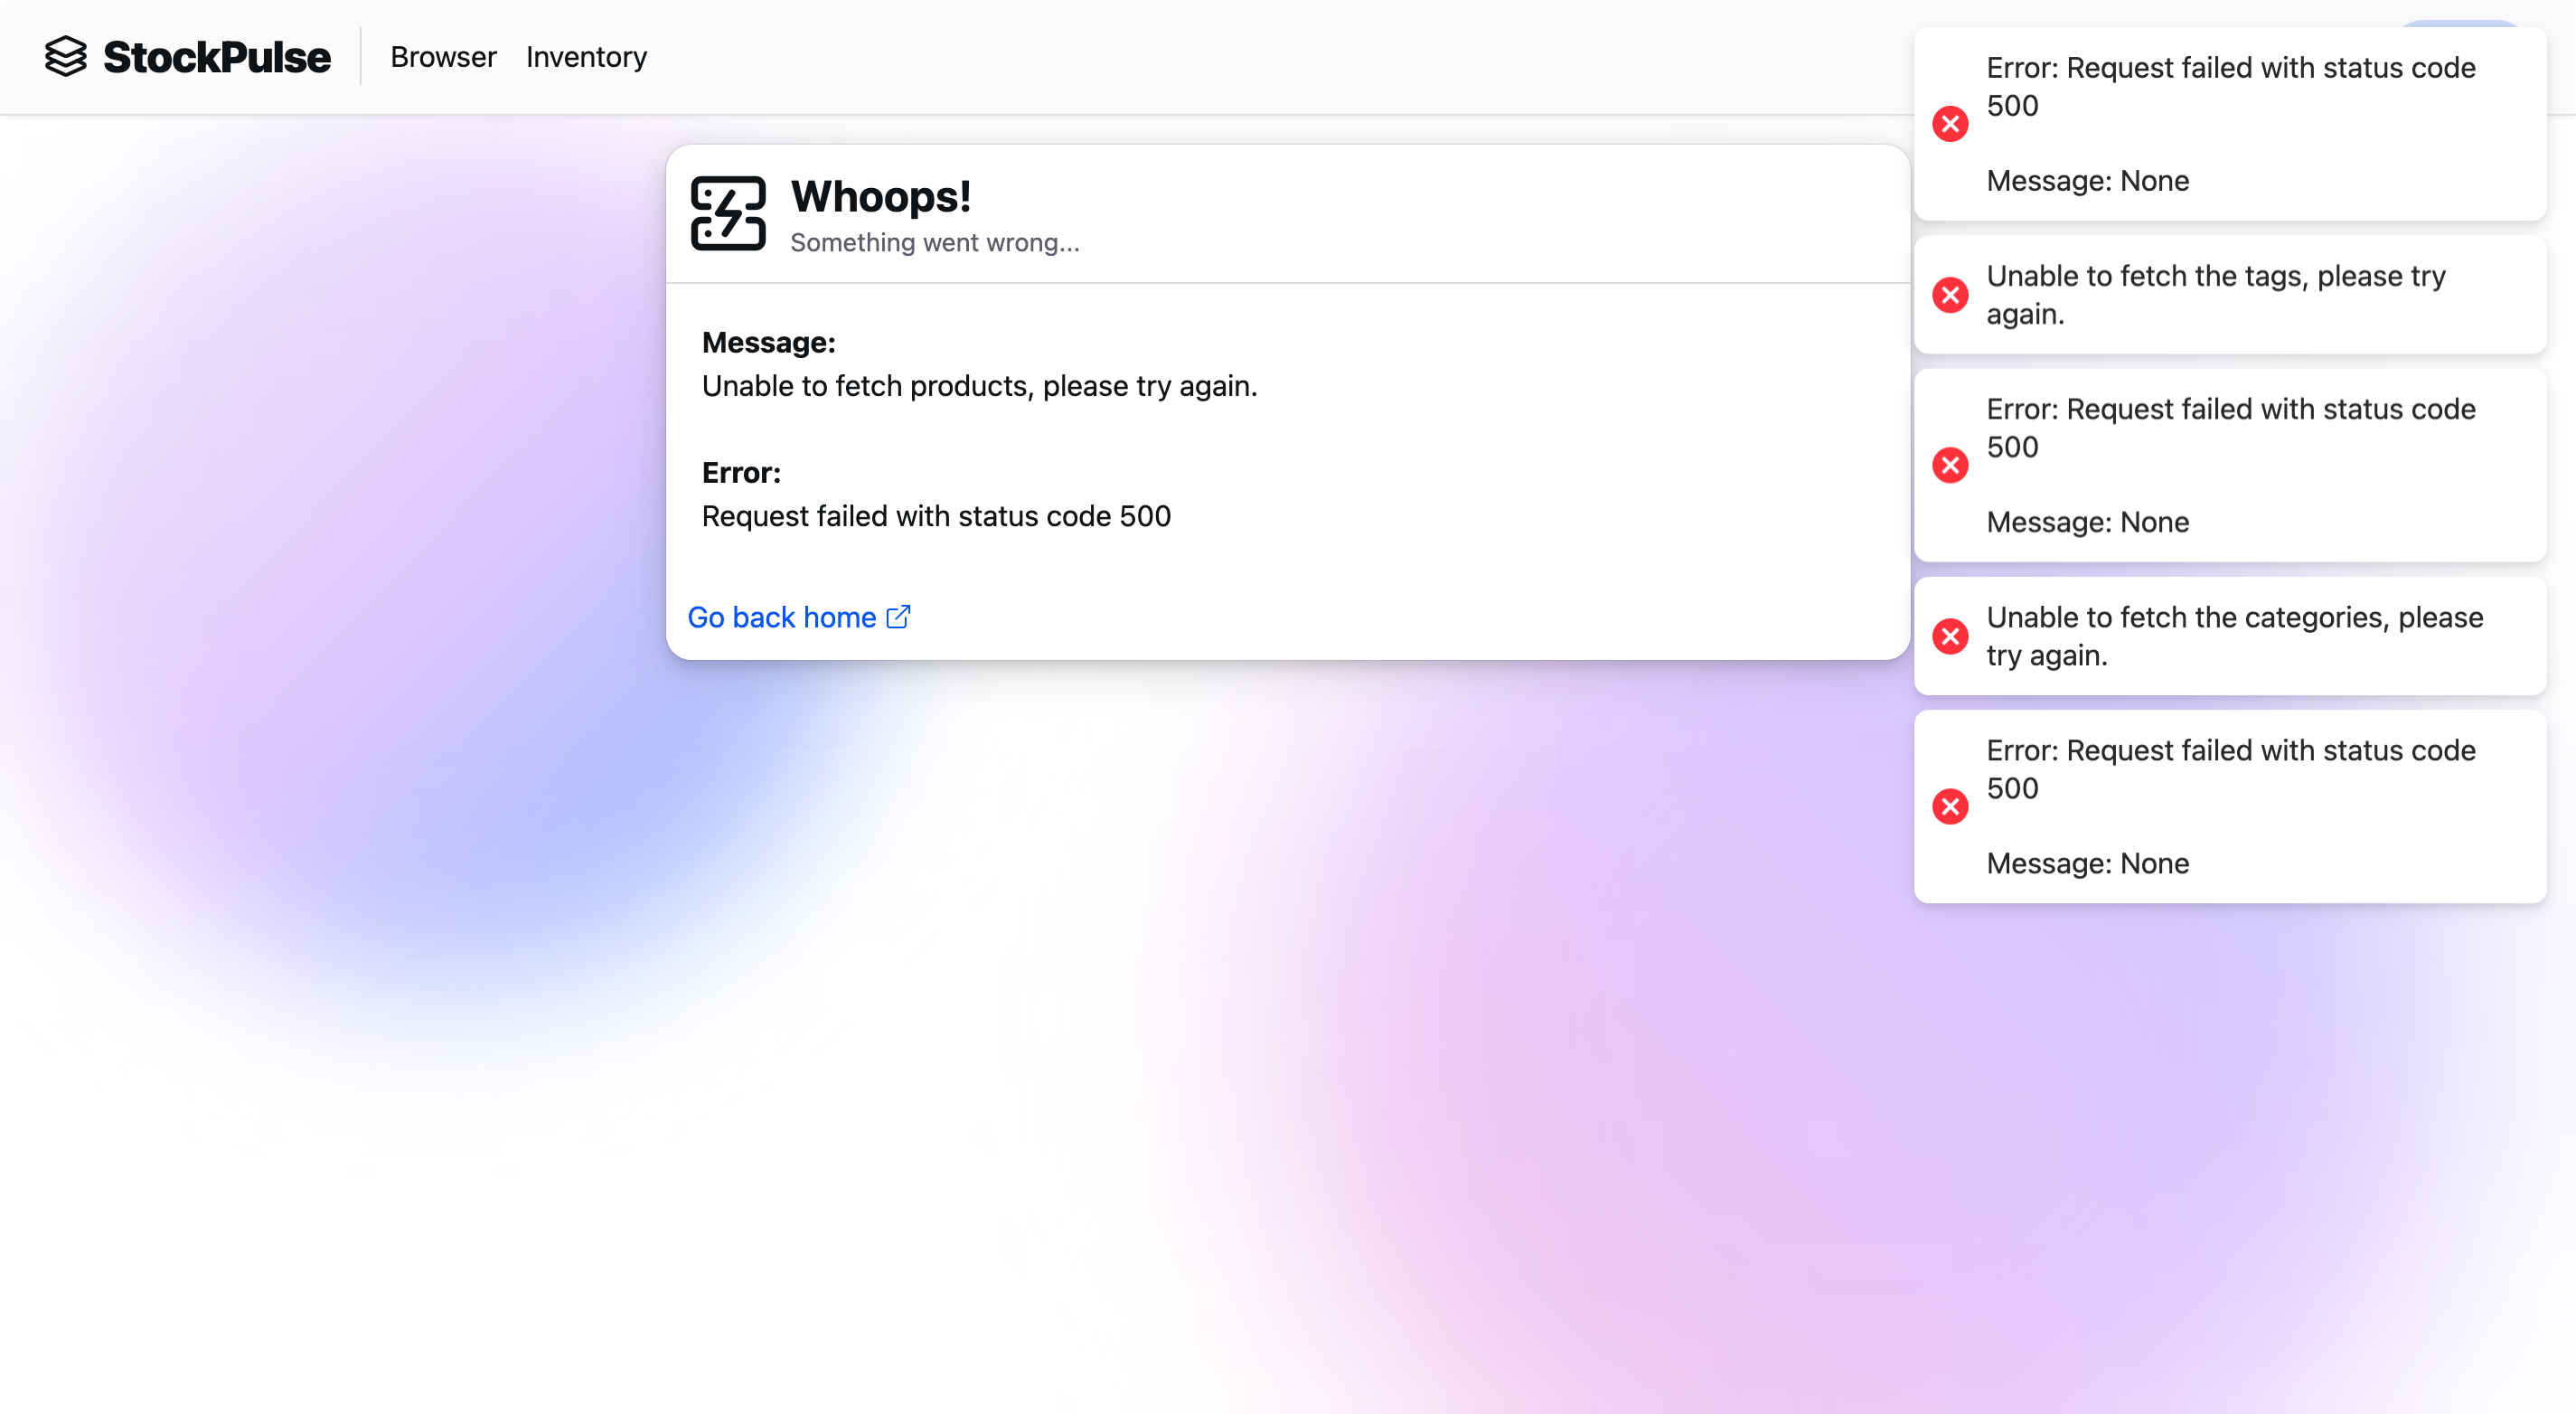 StockPulse
Browser
Inventory
Whoops!
Something went wrong...
Message:
Unable to fetch products, please try again.
Error:
Request failed with status code 500
Go back home
Error: Request failed with status code
500
Message: None
Unable to fetch the tags, please try
again.
Error: Request failed with status code
500
Message: None
Unable to fetch the categories, please
try again.
Error: Request failed with status code
500
Message: None